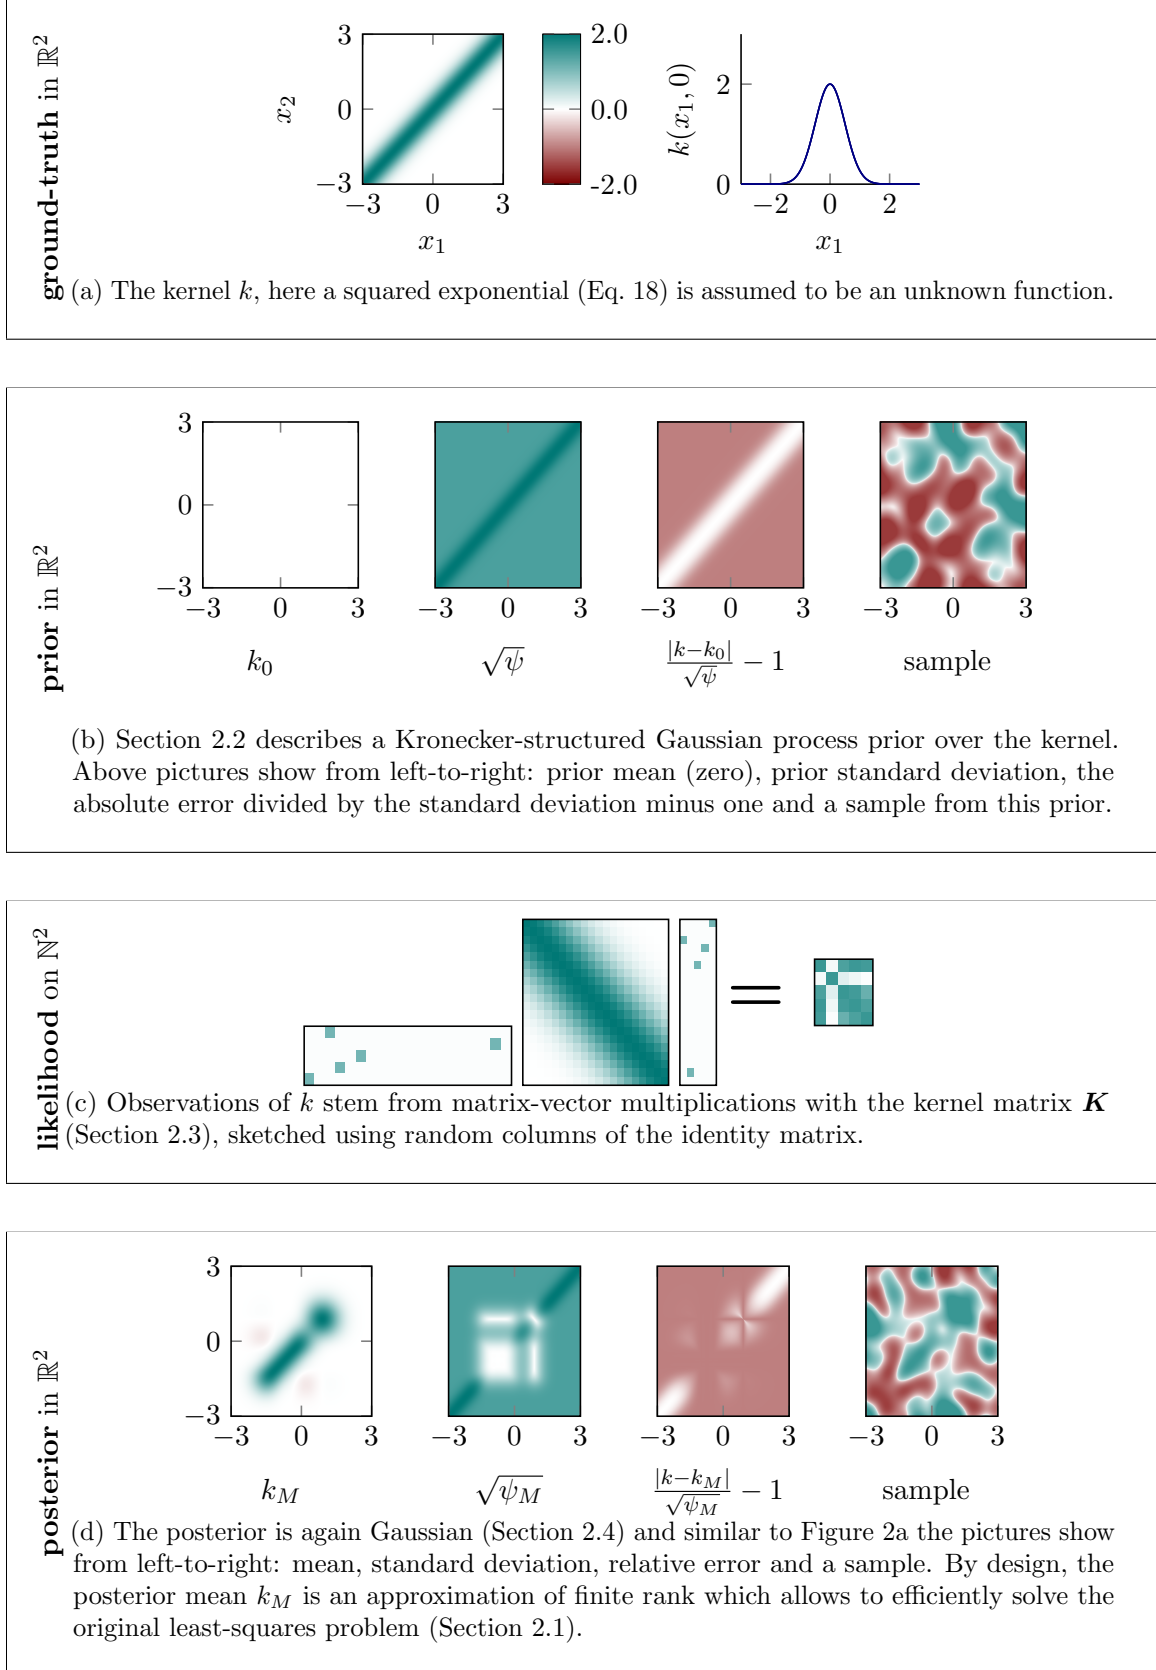 ground-truth in ℝ²
3
0
−3
x₂
−3 0 3
x₁
2.0
0.0
-2.0
k(x₁, 0)
2
0
−2 0 2
x₁
(a) The kernel k, here a squared exponential (Eq. 18) is assumed to be an unknown function.
prior in ℝ²
3
0
−3
−3 0 3
−3 0 3
−3 0 3
−3 0 3
k₀
√ψ
|k−k₀|/√ψ − 1
sample
(b) Section 2.2 describes a Kronecker-structured Gaussian process prior over the kernel.
Above pictures show from left-to-right: prior mean (zero), prior standard deviation, the
absolute error divided by the standard deviation minus one and a sample from this prior.
likelihood on ℕ²
=
(c) Observations of k stem from matrix-vector multiplications with the kernel matrix K
(Section 2.3), sketched using random columns of the identity matrix.
posterior in ℝ²
3
0
−3
−3 0 3
−3 0 3
−3 0 3
−3 0 3
k_M
√ψ_M
|k−k_M|/√ψ_M − 1
sample
(d) The posterior is again Gaussian (Section 2.4) and similar to Figure 2a the pictures show
from left-to-right: mean, standard deviation, relative error and a sample. By design, the
posterior mean k_M is an approximation of finite rank which allows to efficiently solve the
original least-squares problem (Section 2.1).